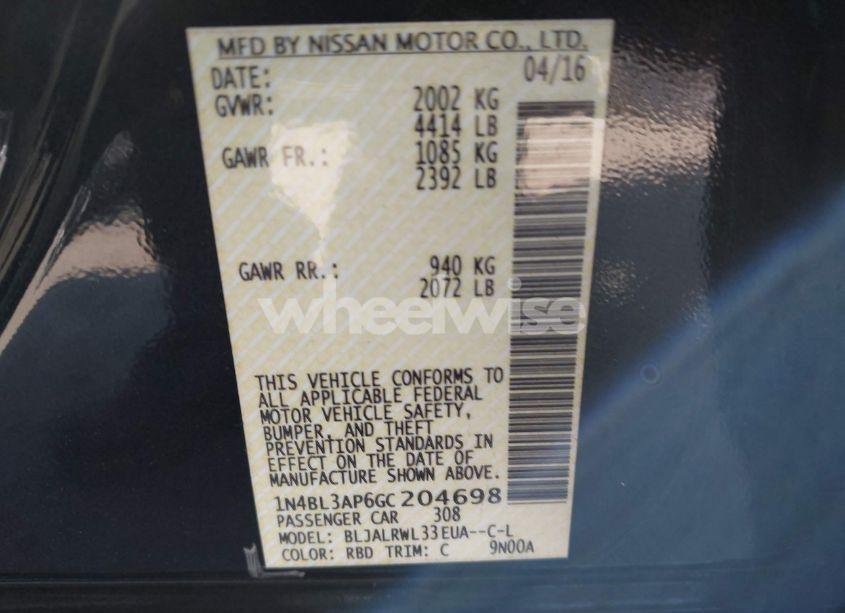 MFD BY NISSAN MOTOR CO., LTD.
DATE: 04/16
GVWR: 2002 KG
4414 LB
GAWR FR.: 1085 KG
2392 LB
GAWR RR.: 940 KG
2072 LB
wheelwise
THIS VEHICLE CONFORMS TO
ALL APPLICABLE FEDERAL
MOTOR VEHICLE SAFETY,
BUMPER, AND THEFT
PREVENTION STANDARDS IN
EFFECT ON THE DATE OF
MANUFACTURE SHOWN ABOVE.
1N4BL3AP6GC204698
PASSENGER CAR 308
MODEL: BLJALRWL33EUA--C-L
COLOR: RBD TRIM: C 9N00A